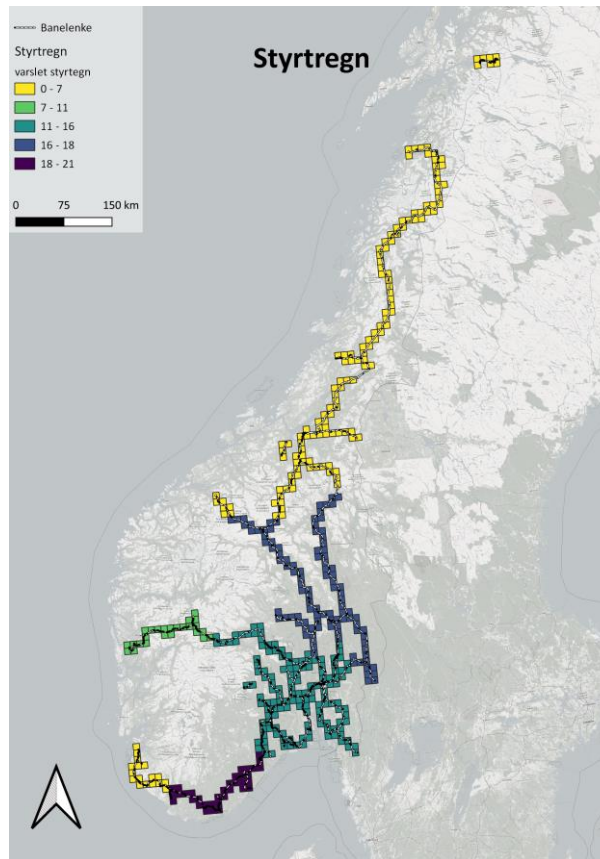 Banelenke
Styrtregn
Styrtregn
varslet styrtegn
0 - 7
7 - 11
11 - 16
16 - 18
18 - 21
0 75 150 km